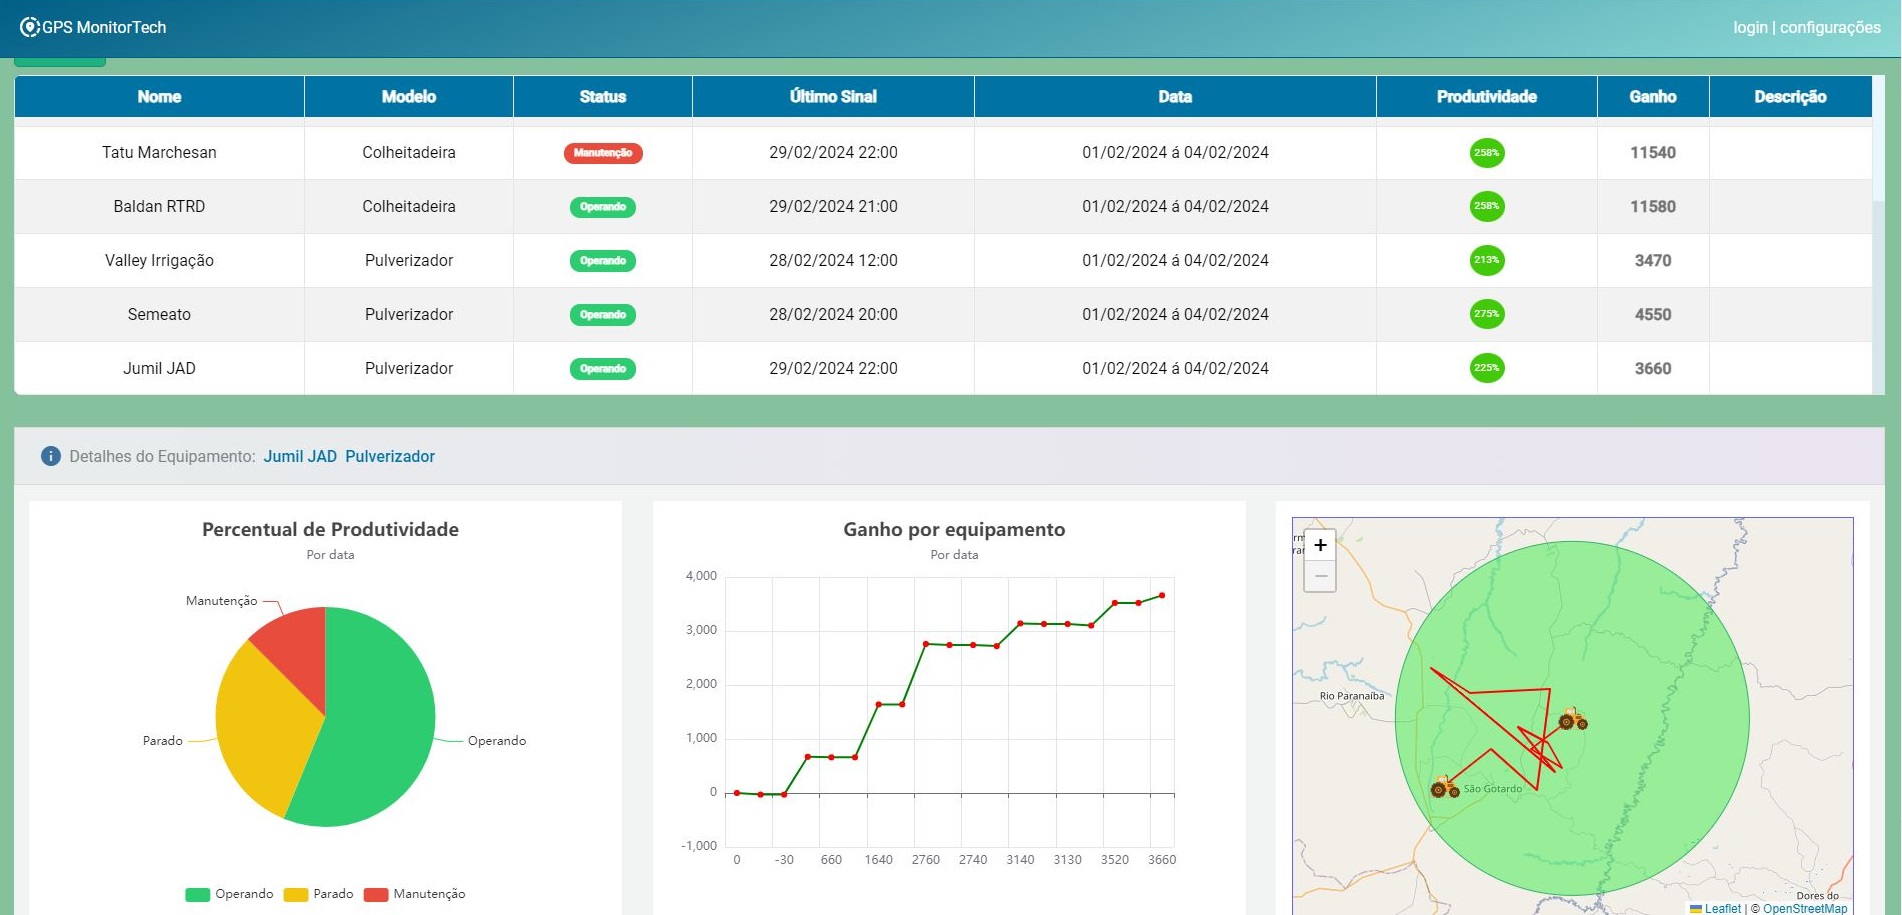 GPS MonitorTech
login | configurações
Nome Modelo Status Último Sinal Data Produtividade Ganho Descrição
Tatu Marchesan Colheitadeira Manutenção 29/02/2024 22:00 01/02/2024 á 04/02/2024 258% 11540
Baldan RTRD Colheitadeira Operando 29/02/2024 21:00 01/02/2024 á 04/02/2024 258% 11580
Valley Irrigação Pulverizador Operando 28/02/2024 12:00 01/02/2024 á 04/02/2024 213% 3470
Semeato Pulverizador Operando 28/02/2024 20:00 01/02/2024 á 04/02/2024 275% 4550
Jumil JAD Pulverizador Operando 29/02/2024 22:00 01/02/2024 á 04/02/2024 225% 3660
Detalhes do Equipamento: Jumil JAD Pulverizador
Percentual de Produtividade
Por data
Manutenção
Parado
Operando
Operando Parado Manutenção
Ganho por equipamento
Por data
4,000
3,000
2,000
1,000
0
-1,000
0 -30 660 1640 2760 2740 3140 3130 3520 3660
+
−
Rio Paranaíba
São Gotardo
Dores do
Leaflet | © OpenStreetMap